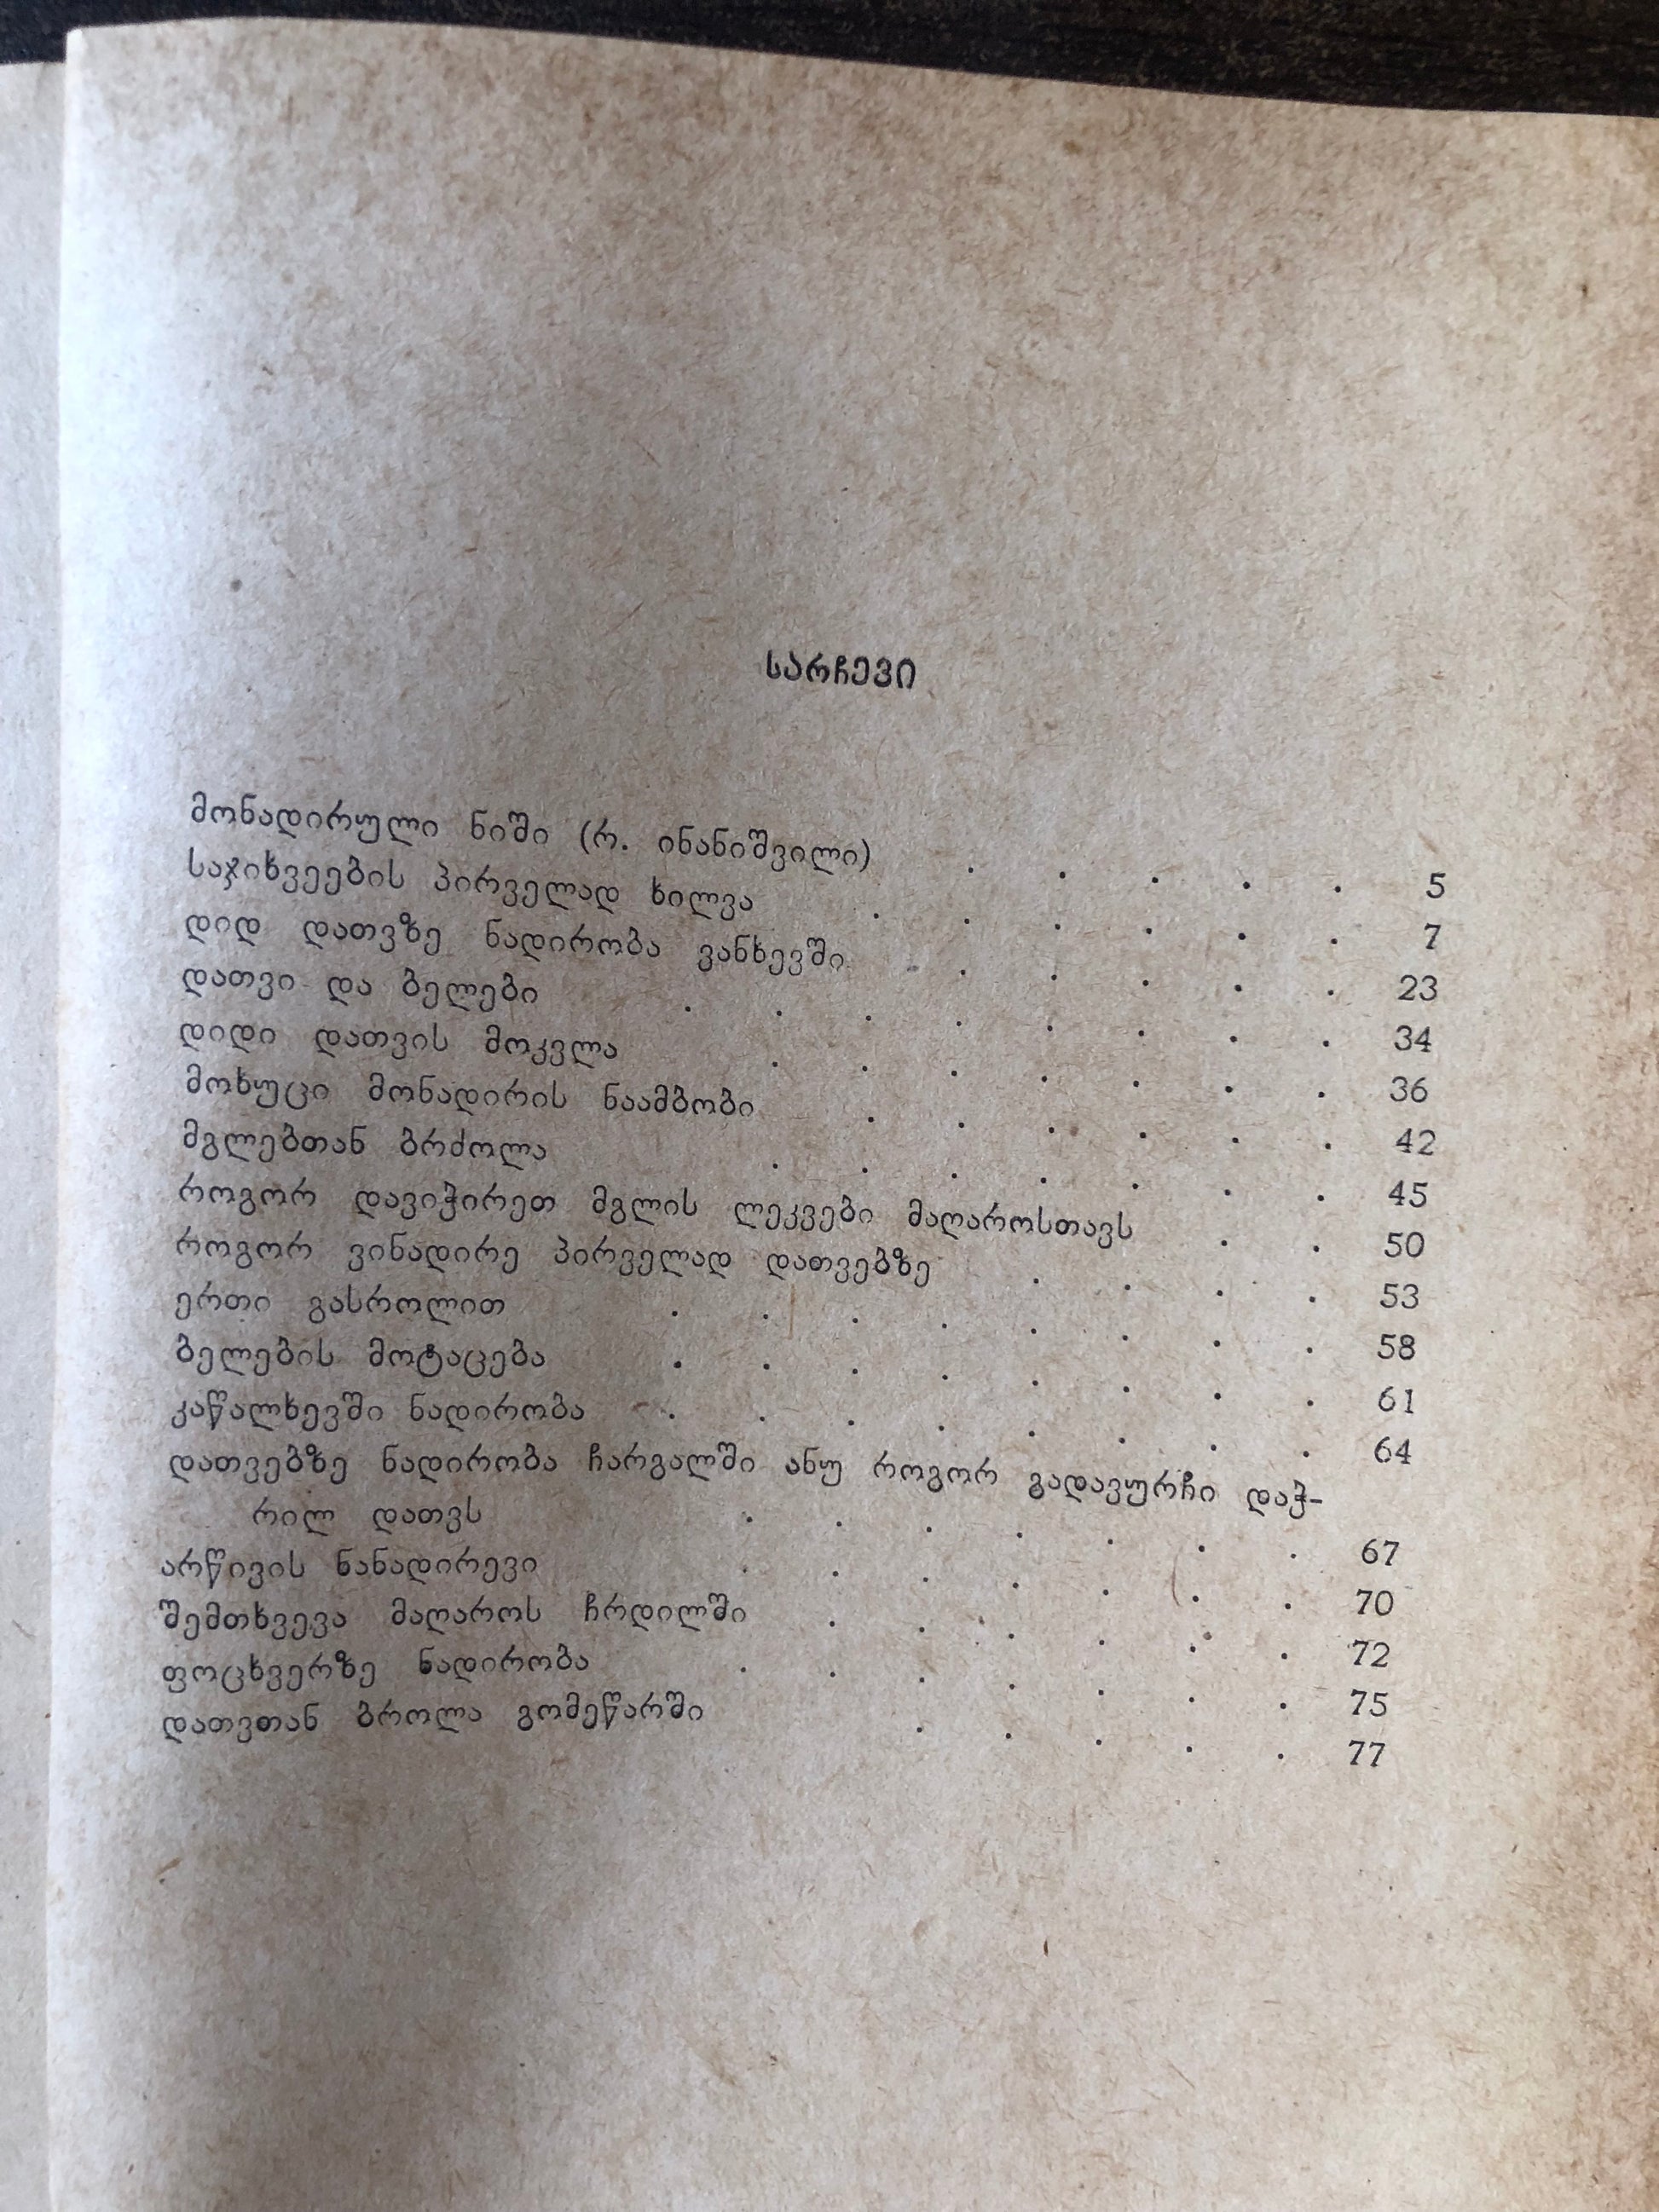 სარჩევი
მონადირული ნიში (რ. ინანიშვილი) . . . . . 5
საჯიხვეების პირველად ხილვა . . . . . . 7
დიდ დათვზე ნადირობა ვანხევში . . . . . 23
დათვი და ბელები . . . . . . . . 34
დიდი დათვის მოკვლა . . . . . . . 36
მოხუცი მონადირის ნაამბობი . . . . . . 42
მგლებთან ბრძოლა . . . . . . . 45
როგორ დავიჭირეთ მგლის ლეკვები მაღაროსთავს . . 50
როგორ ვინადირე პირველად დათვებზე . . . . 53
ერთი გასროლით . . . . . . . . 58
ბელების მოტაცება . . . . . . . . 61
კაწალხევში ნადირობა . . . . . . . . 64
დათვებზე ნადირობა ჩარგალში ანუ როგორ გადავურჩი დაჭ-
რილ დათვს . . . . . . . 67
არწივის ნანადირევი . . . . . . . 70
შემთხვევა მაღაროს ჩრდილში . . . . . . 72
ფოცხვერზე ნადირობა . . . . . . . 75
დათვთან ბროლა გომეწარში . . . . . 77